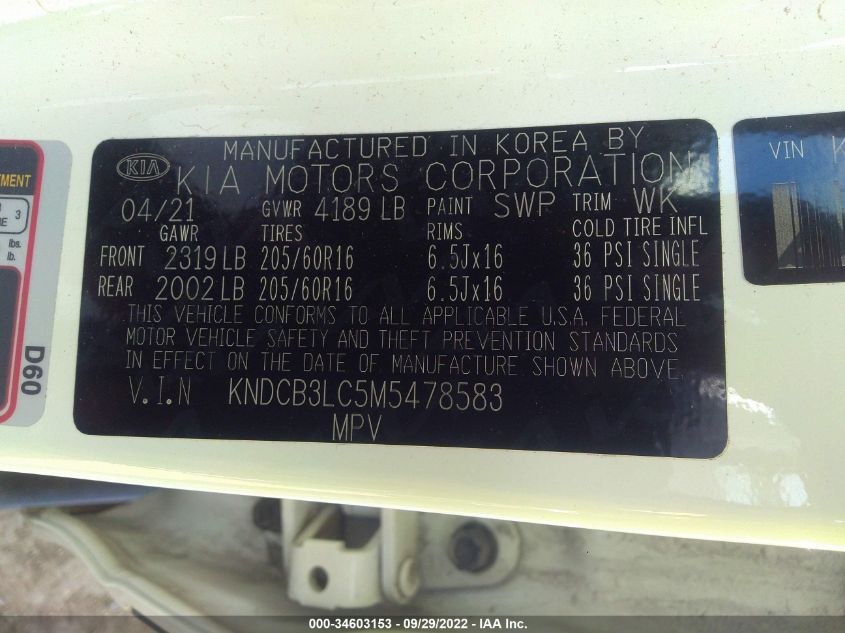 MANUFACTURED IN KOREA BY
KIA KIA MOTORS CORPORATION
04/21 GVWR 4189 LB PAINT SWP TRIM WK
GAWR TIRES RIMS COLD TIRE INFL
FRONT 2319 LB 205/60R16 6.5Jx16 36 PSI SINGLE
REAR 2002 LB 205/60R16 6.5Jx16 36 PSI SINGLE
THIS VEHICLE CONFORMS TO ALL APPLICABLE U.S.A. FEDERAL
MOTOR VEHICLE SAFETY AND THEFT PREVENTION STANDARDS
IN EFFECT ON THE DATE OF MANUFACTURE SHOWN ABOVE.
V.I.N KNDCB3LC5M5478583
MPV
3
lbs.
lb.
D60
VIN K
000-34603153 - 09/29/2022 - IAA Inc.